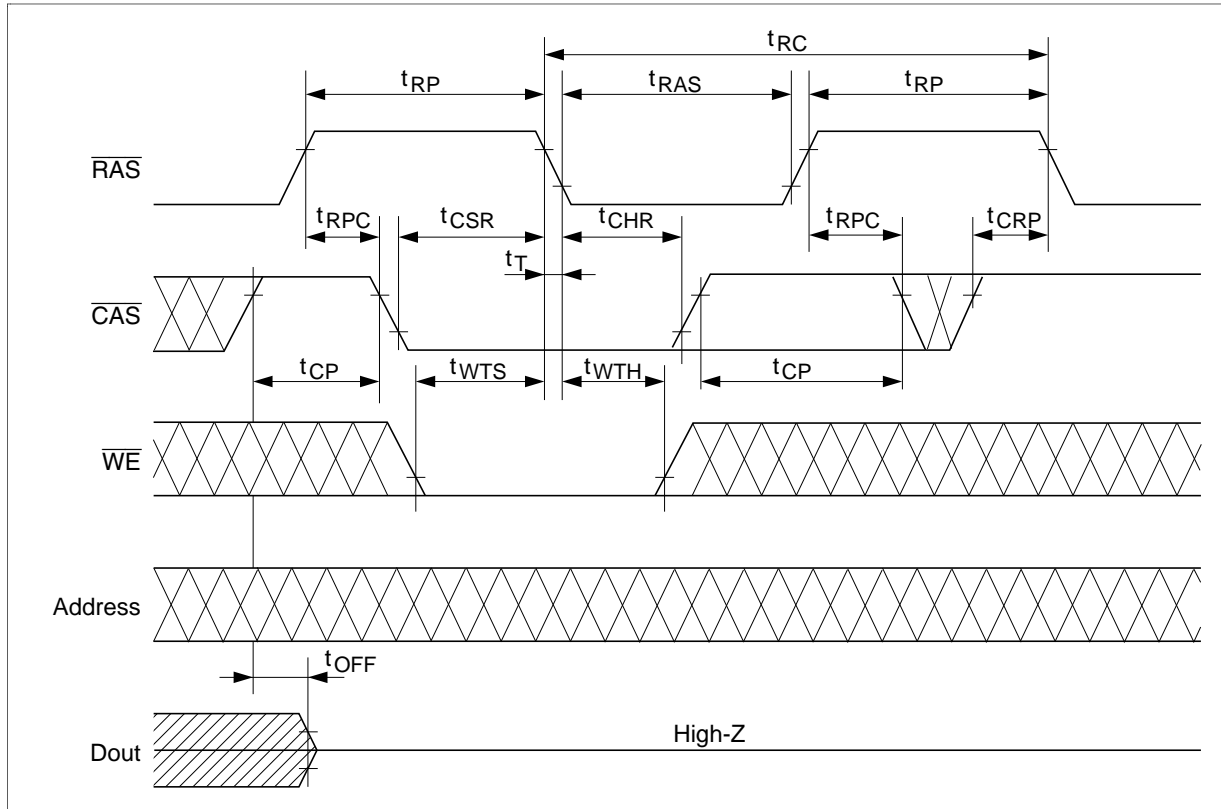 tRC
tRP
tRAS
tRP
RAS
tRPC
tCSR
tCHR
tRPC
tCRP
tT
CAS
tCP
tWTS
tWTH
tCP
WE
Address
tOFF
High-Z
Dout